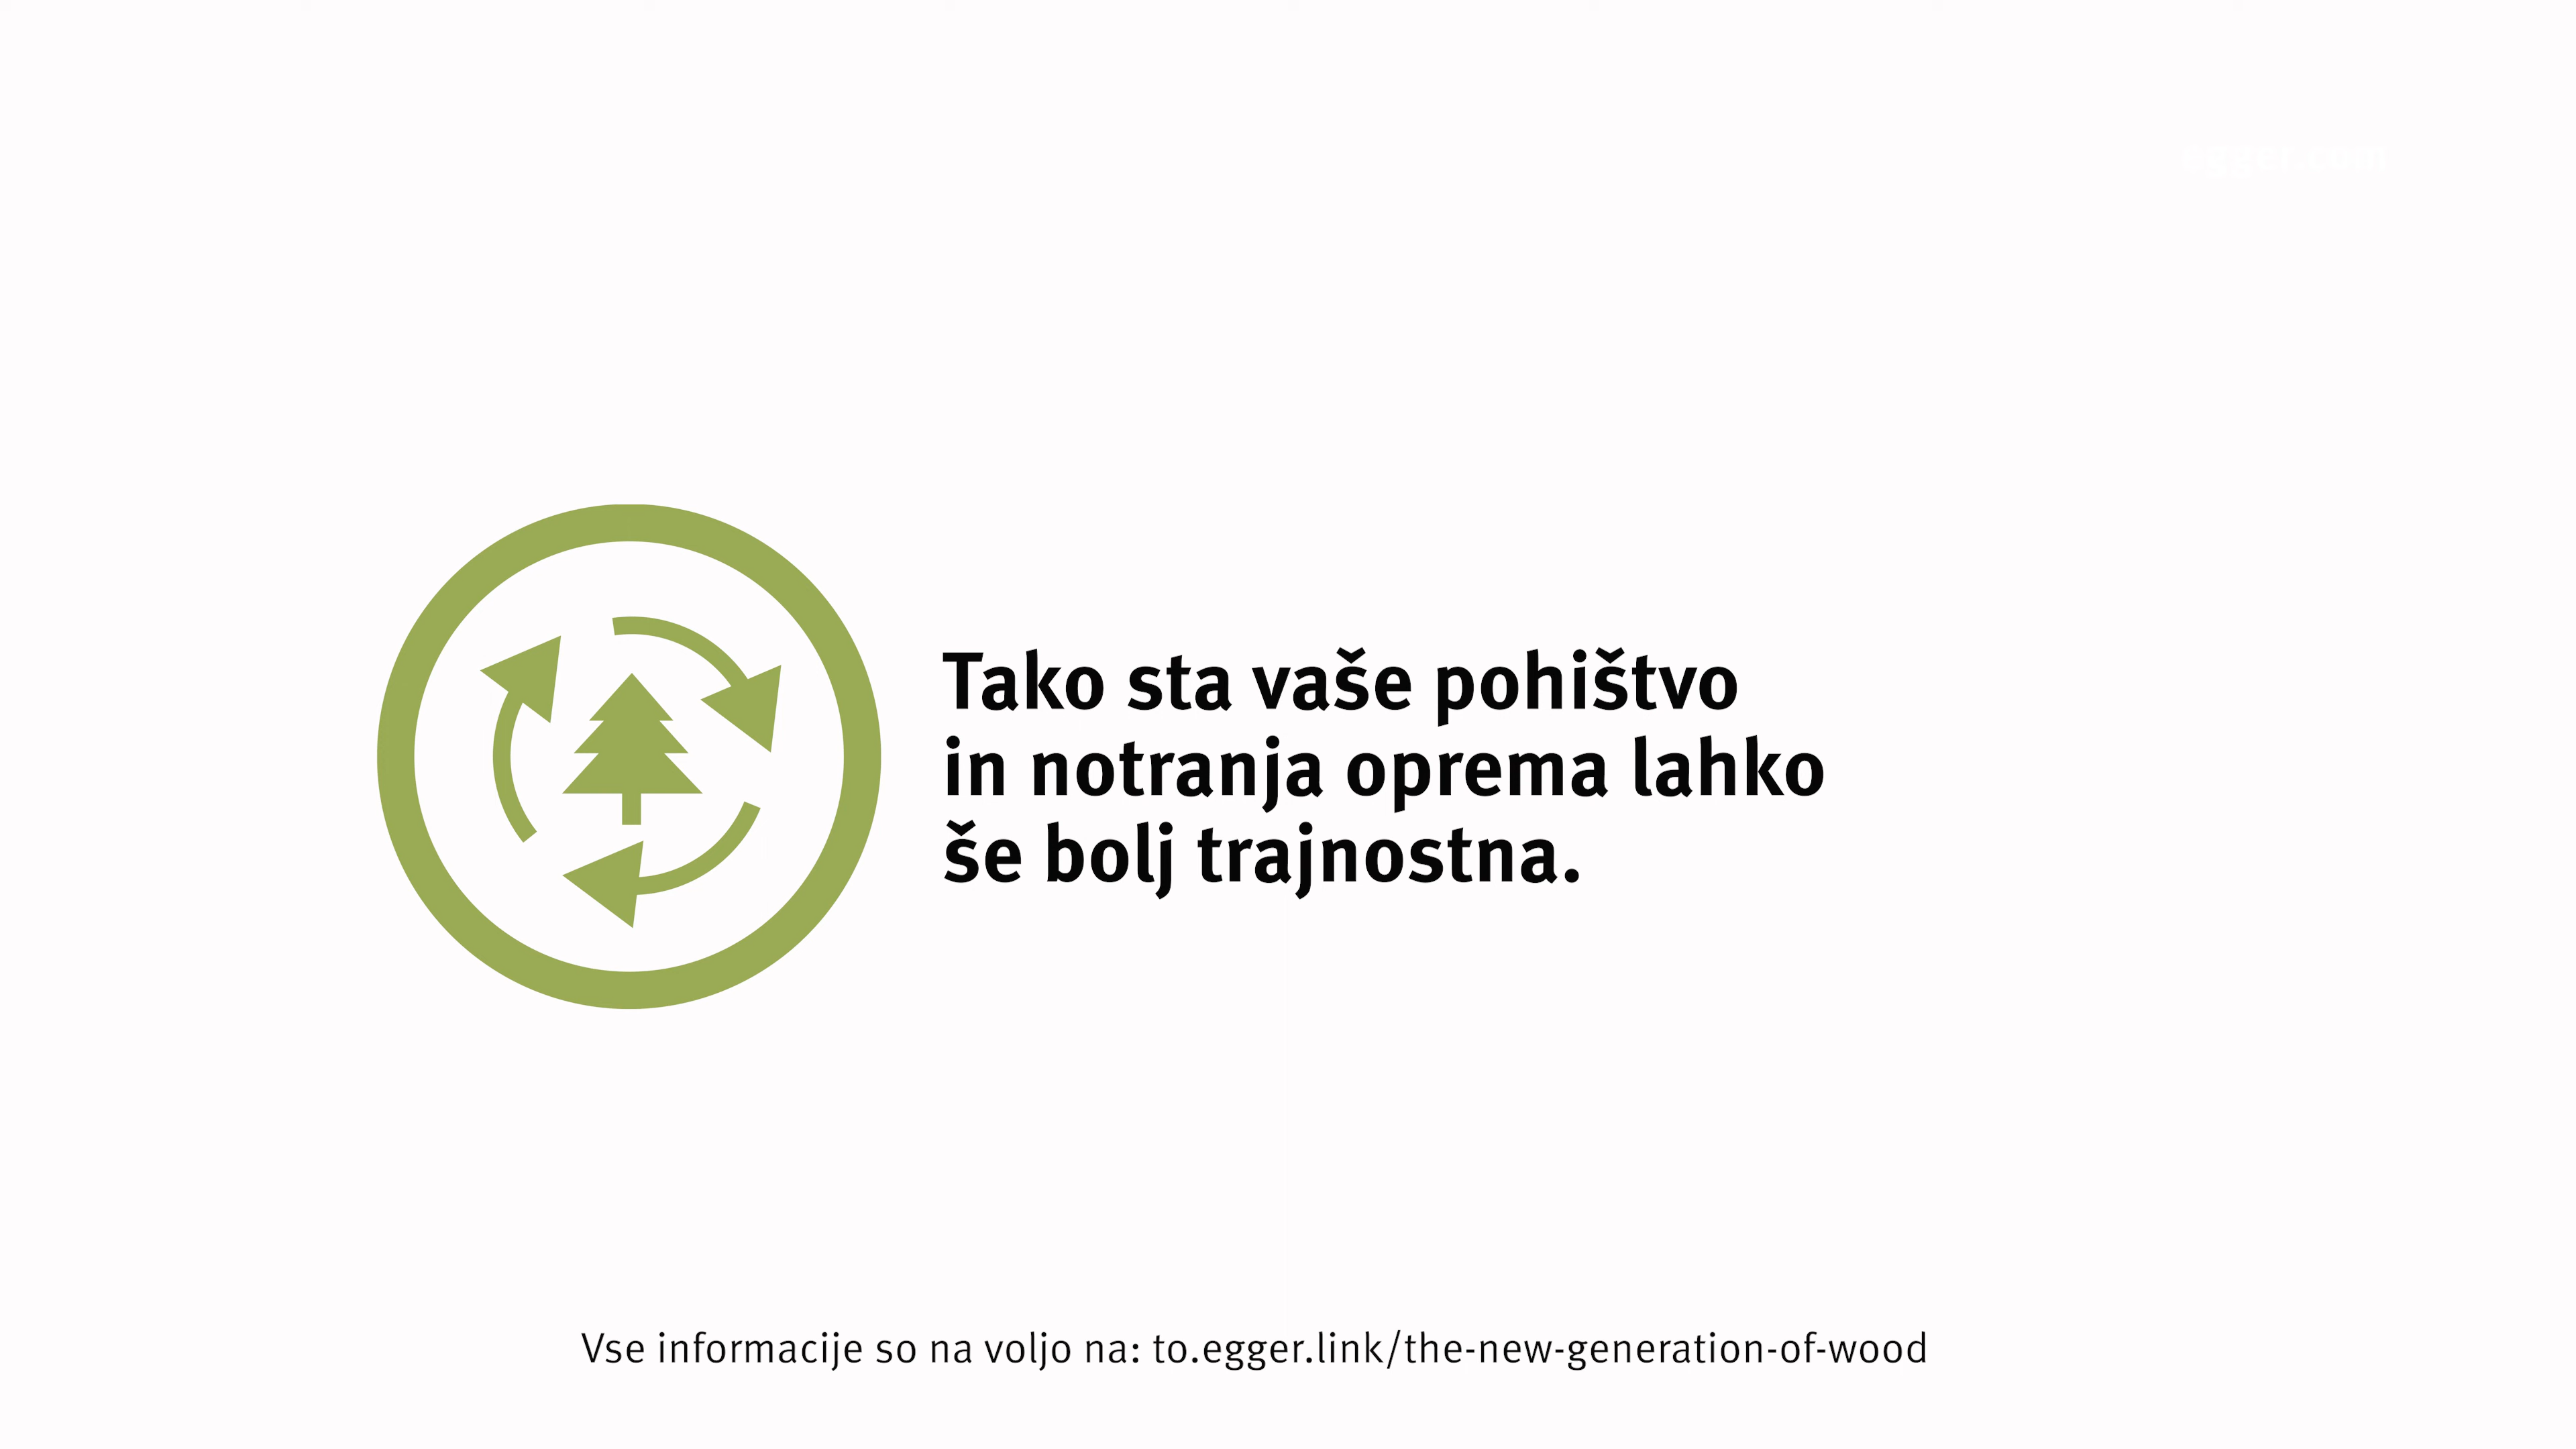 Tako sta vaše pohištvo
in notranja oprema lahko
še bolj trajnostna.
Vse informacije so na voljo na: to.egger.link/the-new-generation-of-wood